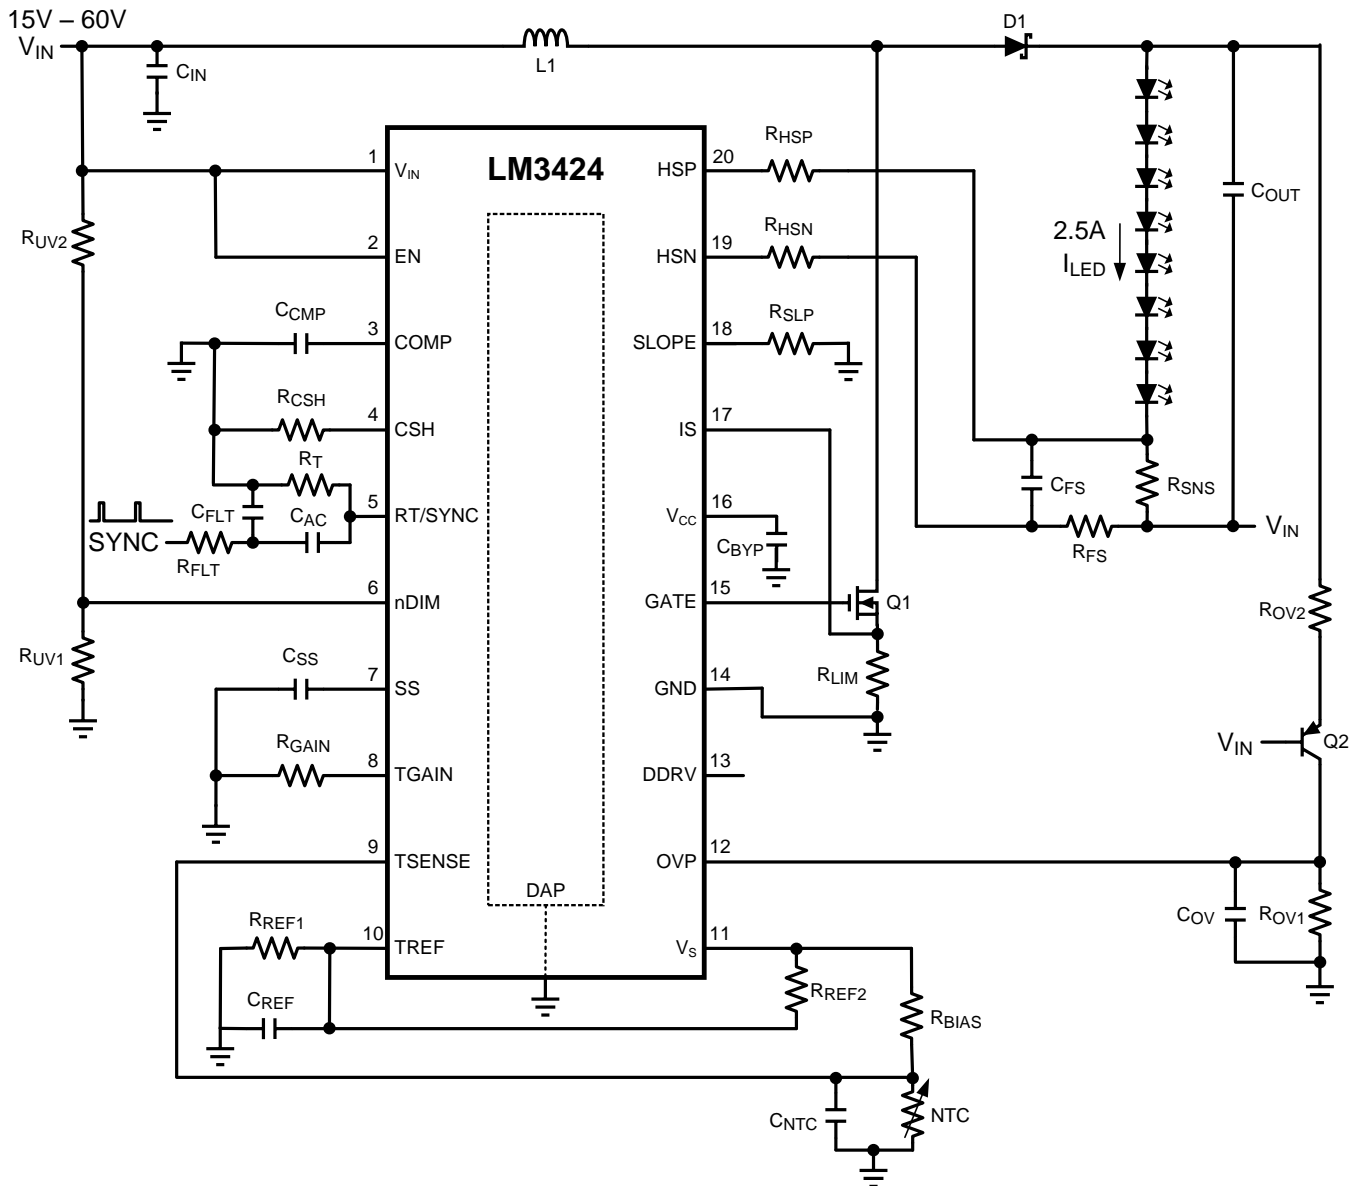 15V – 60V
VIN
CIN
L1
D1
LM3424
RUV2
RUV1
1
VIN
2
EN
CCMP
3
COMP
RCSH
4
CSH
RT
CFLT
CAC
5
RT/SYNC
SYNC
RFLT
6
nDIM
CSS
7
SS
RGAIN
8
TGAIN
9
TSENSE
RREF1
10
TREF
CREF
DAP
20
HSP
RHSP
19
HSN
RHSN
18
SLOPE
RSLP
17
IS
16
VCC
CBYP
15
GATE
Q1
RLIM
14
GND
13
DDRV
12
OVP
11
VS
RREF2
RBIAS
CNTC
NTC
2.5A
ILED
COUT
CFS
RSNS
RFS
VIN
ROV2
VIN
Q2
COV
ROV1